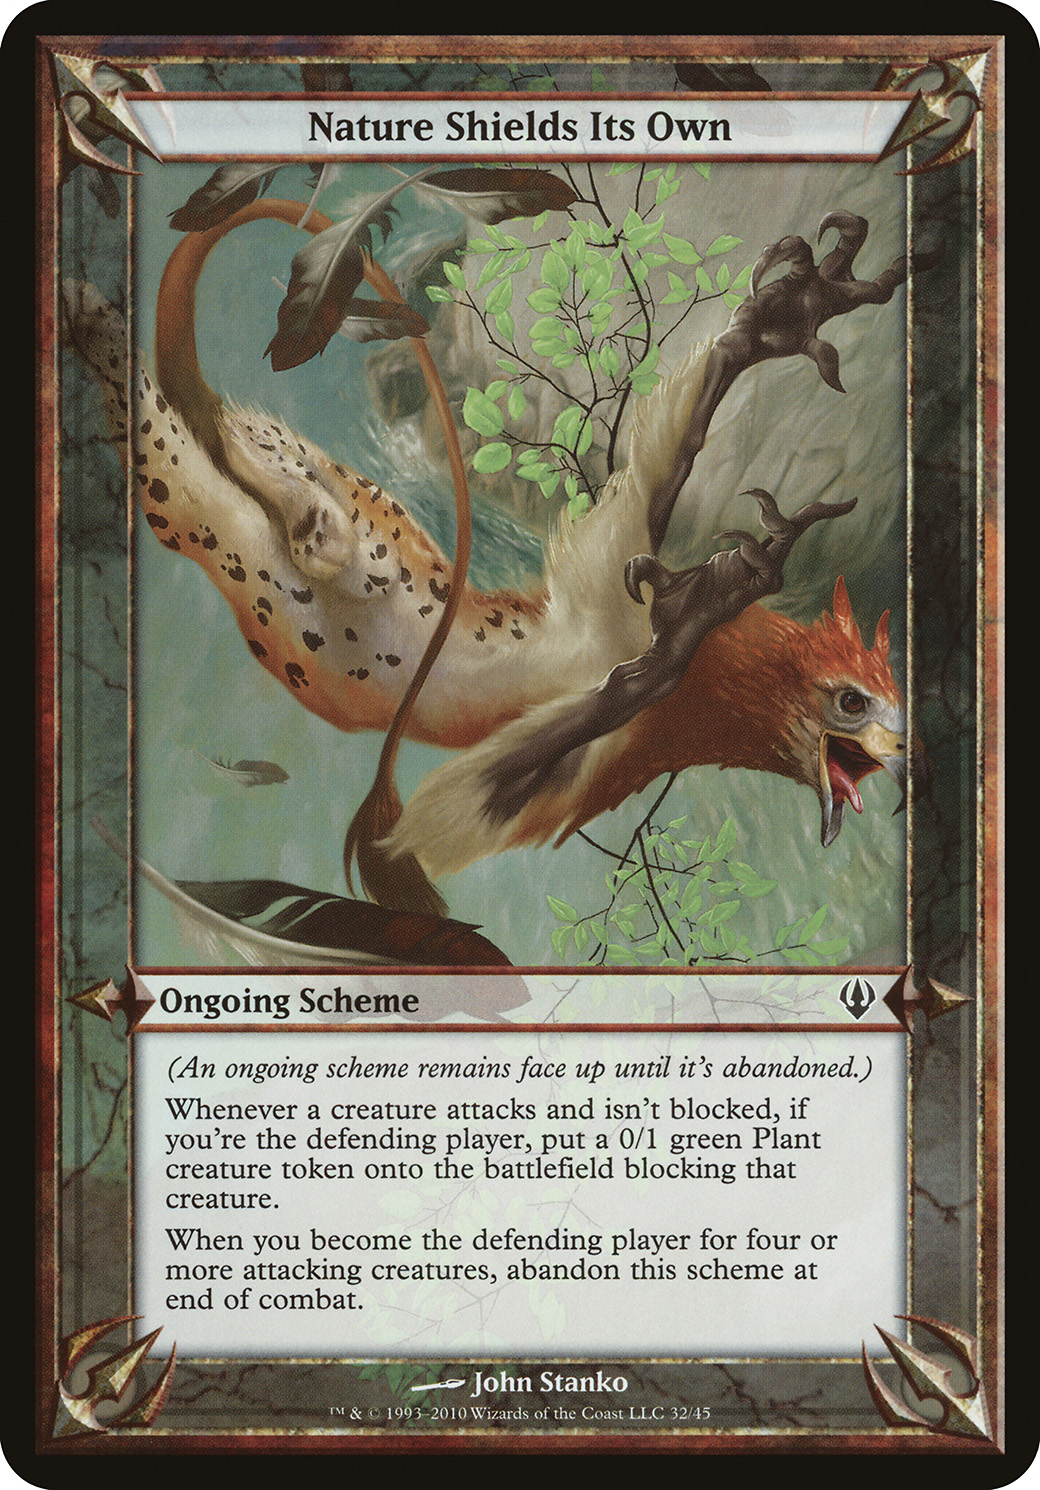 Nature Shields Its Own
Ongoing Scheme
(An ongoing scheme remains face up until it's abandoned.)
Whenever a creature attacks and isn't blocked, if
you're the defending player, put a 0/1 green Plant
creature token onto the battlefield blocking that
creature.
When you become the defending player for four or
more attacking creatures, abandon this scheme at
end of combat.
John Stanko
™ & © 1993–2010 Wizards of the Coast LLC 32/45